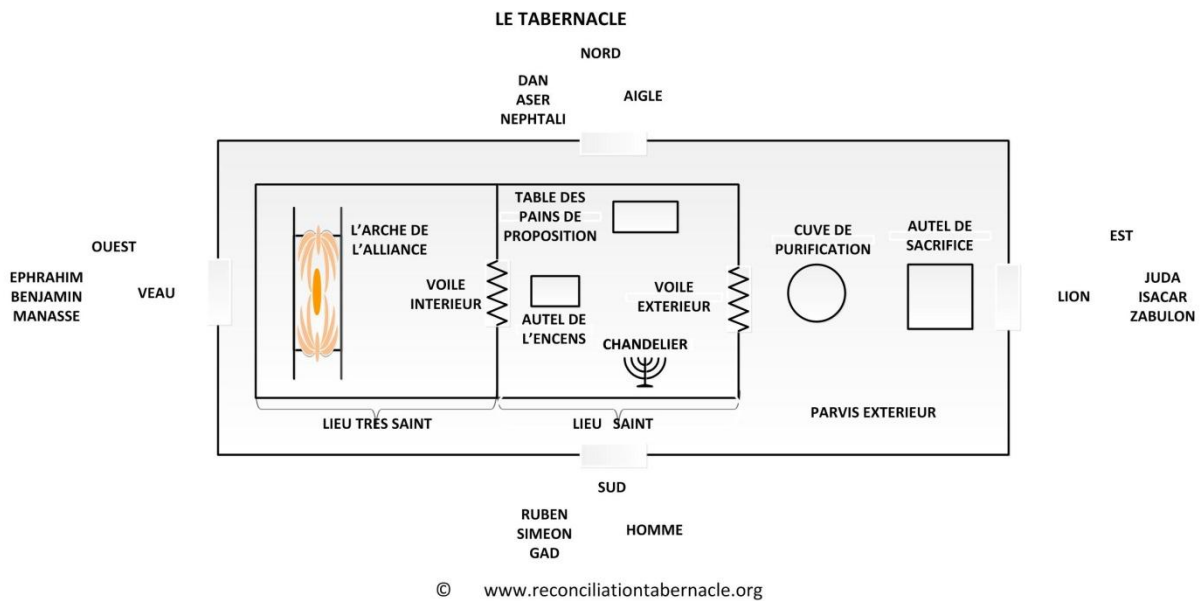 LE TABERNACLE
NORD
DAN
ASER
NEPHTALI
AIGLE
TABLE DES
PAINS DE
PROPOSITION
L'ARCHE DE
L'ALLIANCE
CUVE DE
PURIFICATION
AUTEL DE
SACRIFICE
OUEST
EPHRAHIM
BENJAMIN
MANASSE
VEAU
VOILE
INTERIEUR
VOILE
EXTERIEUR
EST
LION
JUDA
ISACAR
ZABULON
AUTEL DE
L'ENCENS
CHANDELIER
LIEU TRES SAINT
LIEU SAINT
PARVIS EXTERIEUR
SUD
RUBEN
SIMEON
GAD
HOMME
© www.reconciliationtabernacle.org